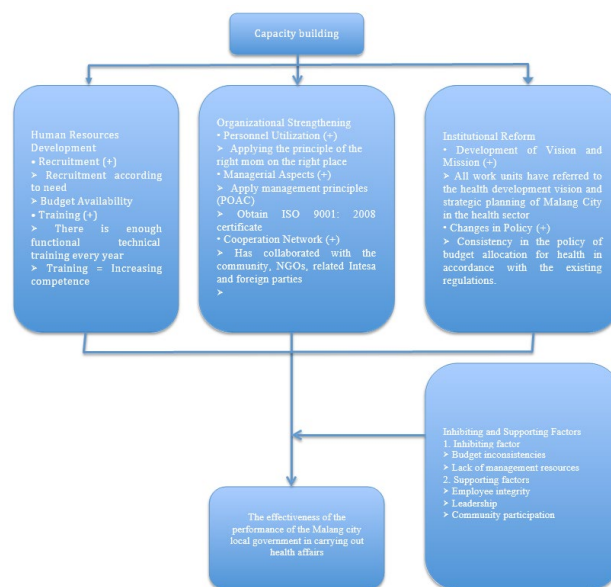 Capacity building
Human Resources
Development
• Recruitment (+)
➢ Recruitment according
to need
➢ Budget Availability
• Training (+)
➢ There is enough
functional technical
training every year
➢ Training = Increasing
competence
Organizational Strengthening
• Personnel Utilization (+)
➢ Applying the principle of the
right mom on the right place
• Managerial Aspects (+)
➢ Apply management principles
(POAC)
➢ Obtain ISO 9001: 2008
certificate
• Cooperation Network (+)
➢ Has collaborated with the
community, NGOs, related Intesa
and foreign parties
➢
Institutional Reform
• Development of Vision and
Mission (+)
➢ All work units have referred to
the health development vision and
strategic planning of Malang City
in the health sector
• Changes in Policy (+)
➢ Consistency in the policy of
budget allocation for health in
accordance with the existing
regulations.
Inhibiting and Supporting Factors
1. Inhibiting factor
➢ Budget inconsistencies
➢ Lack of management resources
2. Supporting factors
➢ Employee integrity
➢ Leadership
➢ Community participation
The effectiveness of the
performance of the Malang city
local government in carrying out
health affairs